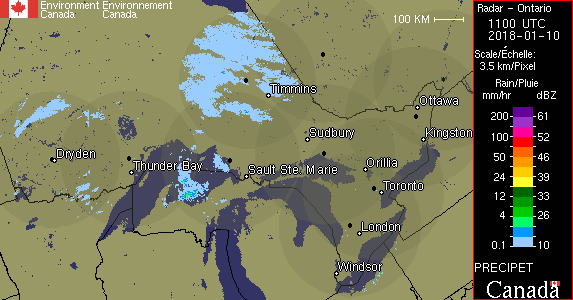 Environment Environnement
Canada Canada
100 KM
Timmins
Ottawa
Sudbury
Kingston
Dryden
Thunder Bay
Sault Ste. Marie
Orillia
Toronto
London
Windsor
Radar - Ontario
1100 UTC
2018-01-10
Scale/Échelle:
3.5 km/Pixel
Rain/Pluie
mm/hr dBZ
200 61
100 52
50 46
24 39
12 33
4 26
0.1 10
PRECIPET
Canada